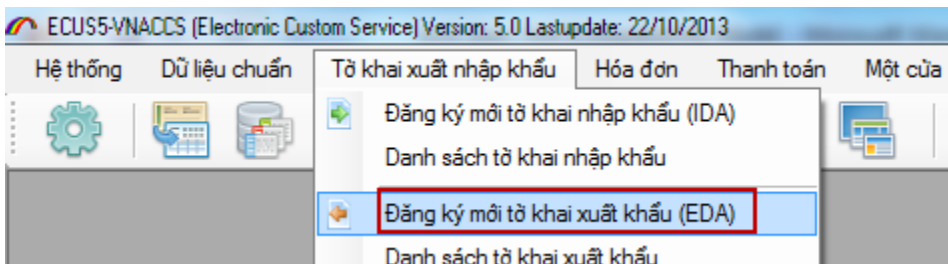 ECUS5-VNACCS (Electronic Custom Service) Version: 5.0 Lastupdate: 22/10/2013
Hệ thống Dữ liệu chuẩn Tờ khai xuất nhập khẩu Hóa đơn Thanh toán Một cửa
Đăng ký mới tờ khai nhập khẩu (IDA)
Danh sách tờ khai nhập khẩu
Đăng ký mới tờ khai xuất khẩu (EDA)
Danh sách tờ khai xuất khẩu